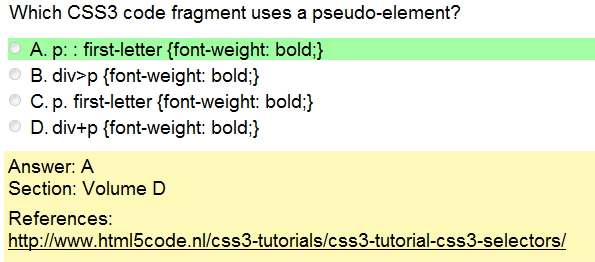 Which CSS3 code fragment uses a pseudo-element?
A. p: : first-letter {font-weight: bold;}
B. div>p {font-weight: bold;}
C. p. first-letter {font-weight: bold;}
D. div+p {font-weight: bold;}
Answer: A
Section: Volume D
References:
http://www.html5code.nl/css3-tutorials/css3-tutorial-css3-selectors/